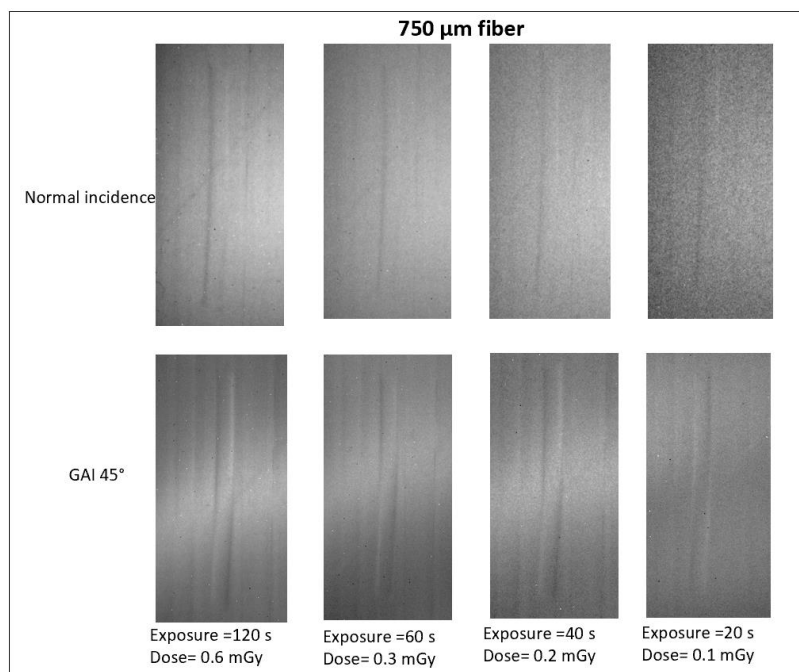 750 µm fiber
Normal incidence
GAI 45°
Exposure =120 s
Dose= 0.6 mGy
Exposure =60 s
Dose= 0.3 mGy
Exposure =40 s
Dose= 0.2 mGy
Exposure =20 s
Dose= 0.1 mGy